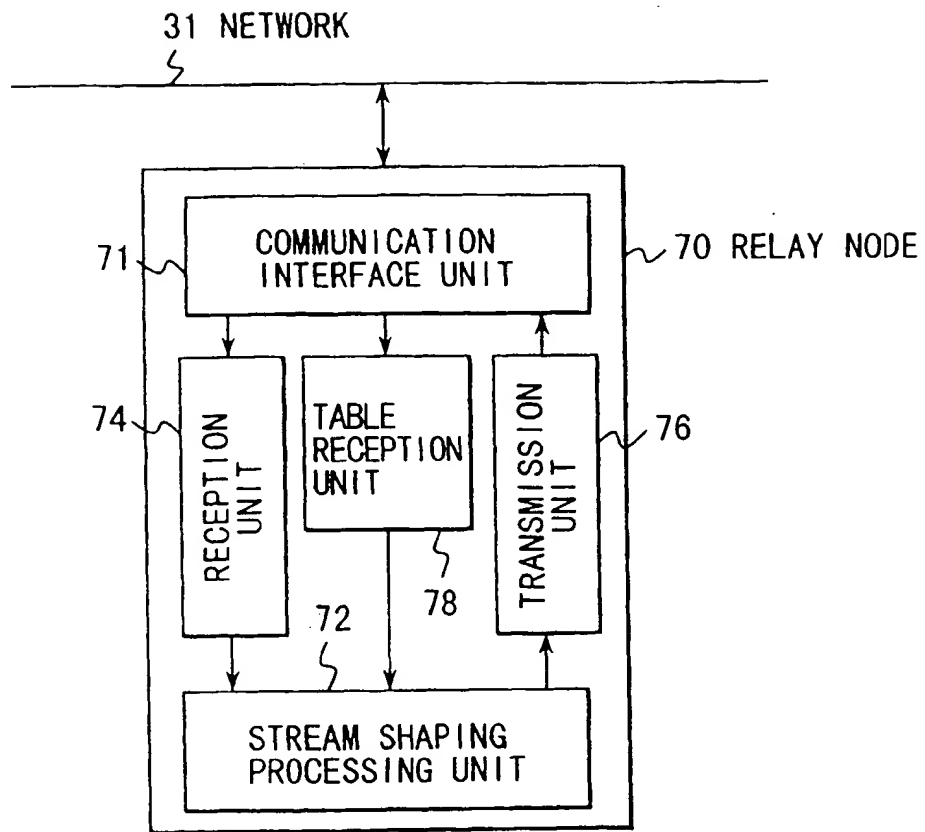 31 NETWORK
COMMUNICATION
INTERFACE UNIT
71
70 RELAY NODE
74
RECEPTION
UNIT
TABLE
RECEPTION
UNIT
TRANSMISSION
UNIT
76
78
72
STREAM SHAPING
PROCESSING UNIT